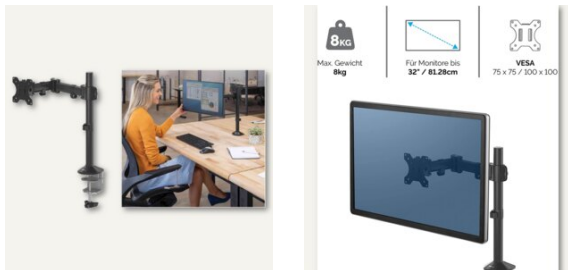 8KG
Max. Gewicht
8kg
Für Monitore bis
32" / 81.28cm
VESA
75 x 75 / 100 x 100